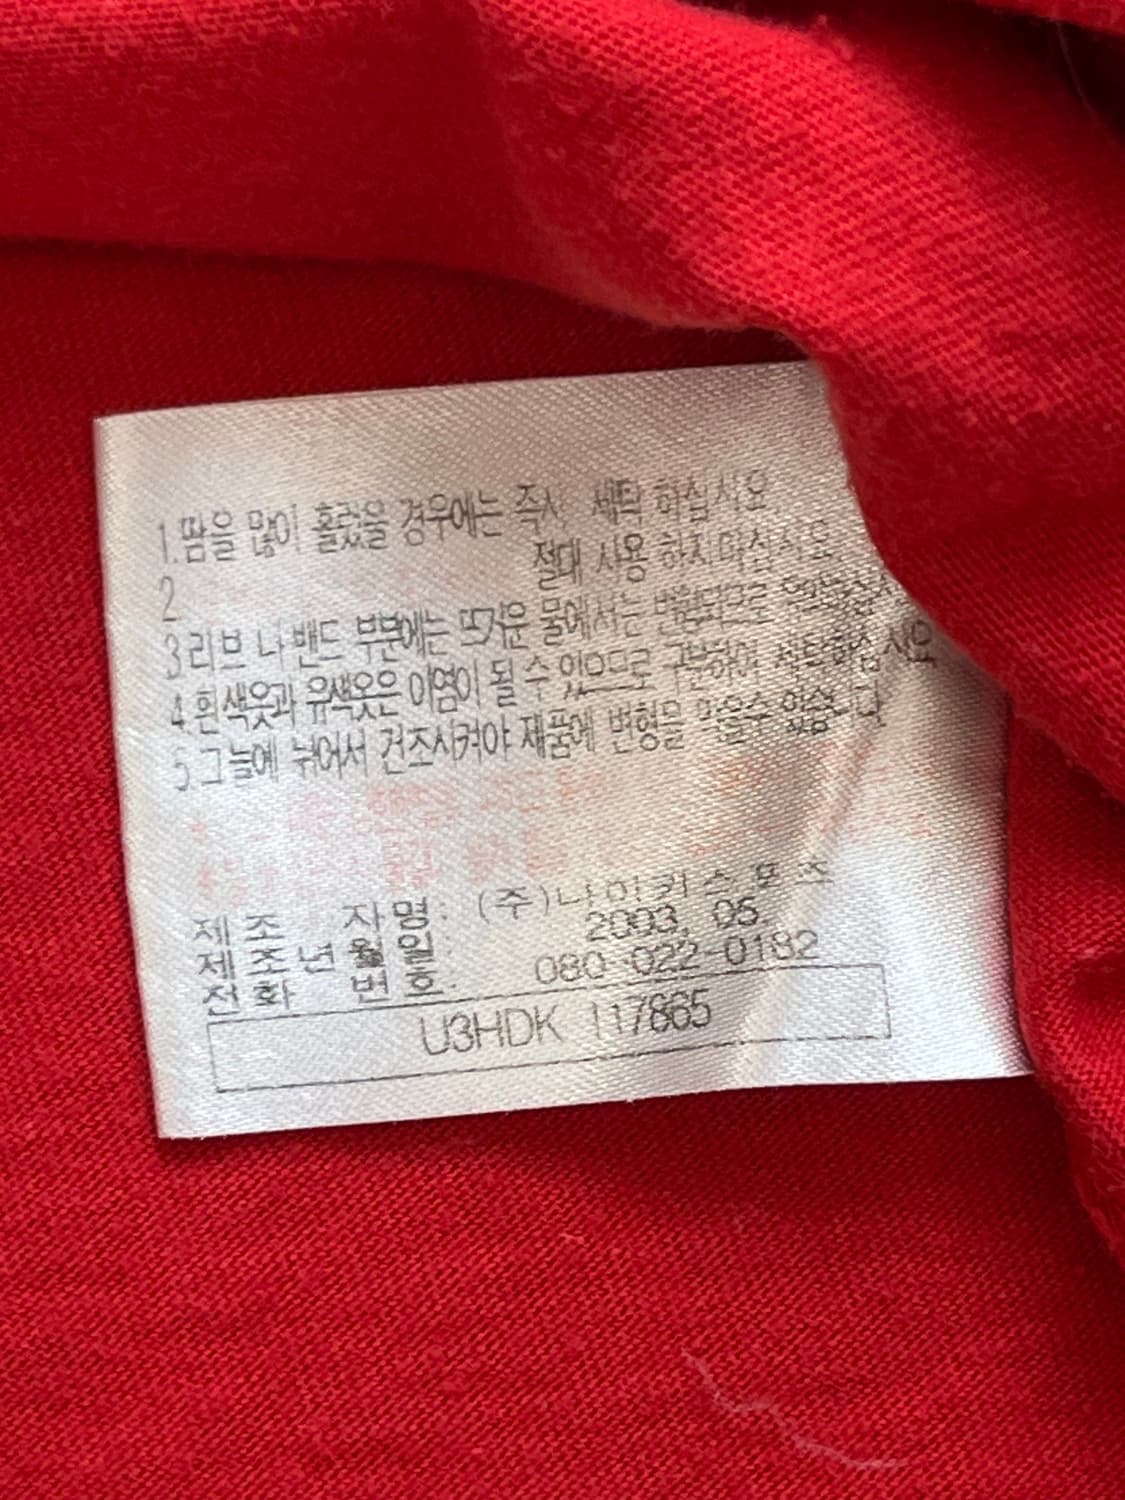 1.땀을 많이 흘렸을 경우에는 즉시 세탁 하십시요.
2 절대 사용 하지마십시요.
3 리브 나 밴드 부분에는 뜨거운 물에서는 변형되므로
4.흰색옷과 유색옷은 이염이 될 수 있으므로 구분하여 세탁하십시요
5 그늘에 뉘어서 건조시켜야 제품에 변형을 막을수 있습니다.
제 조 자 명: (주)나이키스포츠
제 조 년 월 일: 2003. 05.
전 화 번 호: 080-022-0182
U3HDK 117865